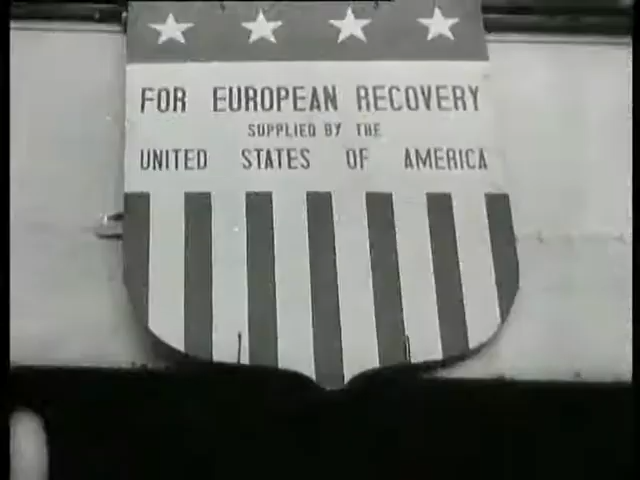 FOR EUROPEAN RECOVERY
SUPPLIED BY THE
UNITED STATES OF AMERICA